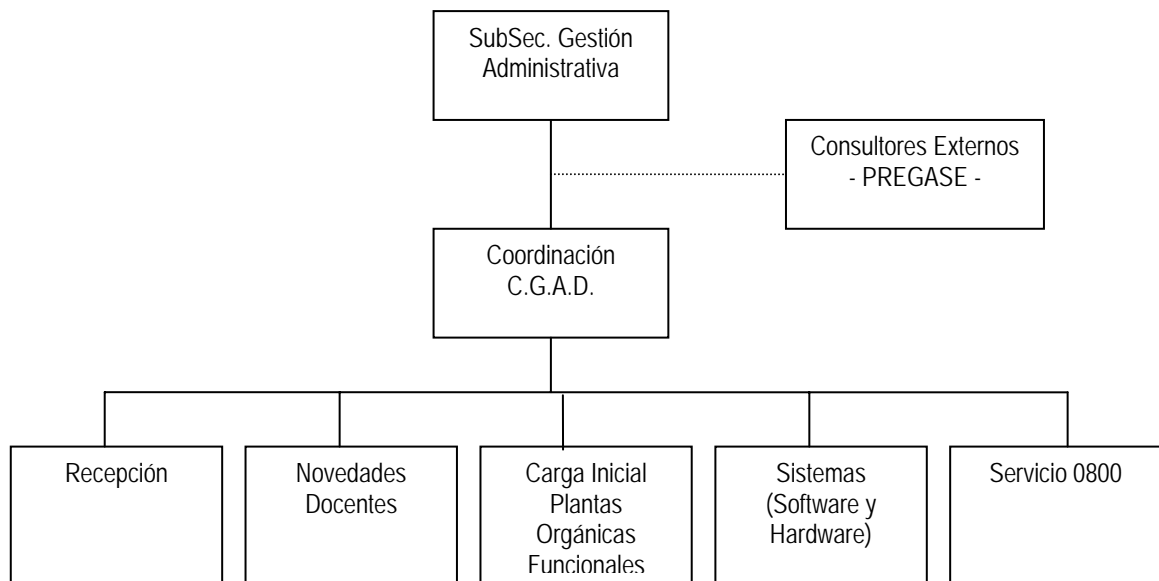 SubSec. Gestión
Administrativa
Consultores Externos
- PREGASE -
Coordinación
C.G.A.D.
Recepción
Novedades
Docentes
Carga Inicial
Plantas
Orgánicas
Funcionales
Sistemas
(Software y
Hardware)
Servicio 0800